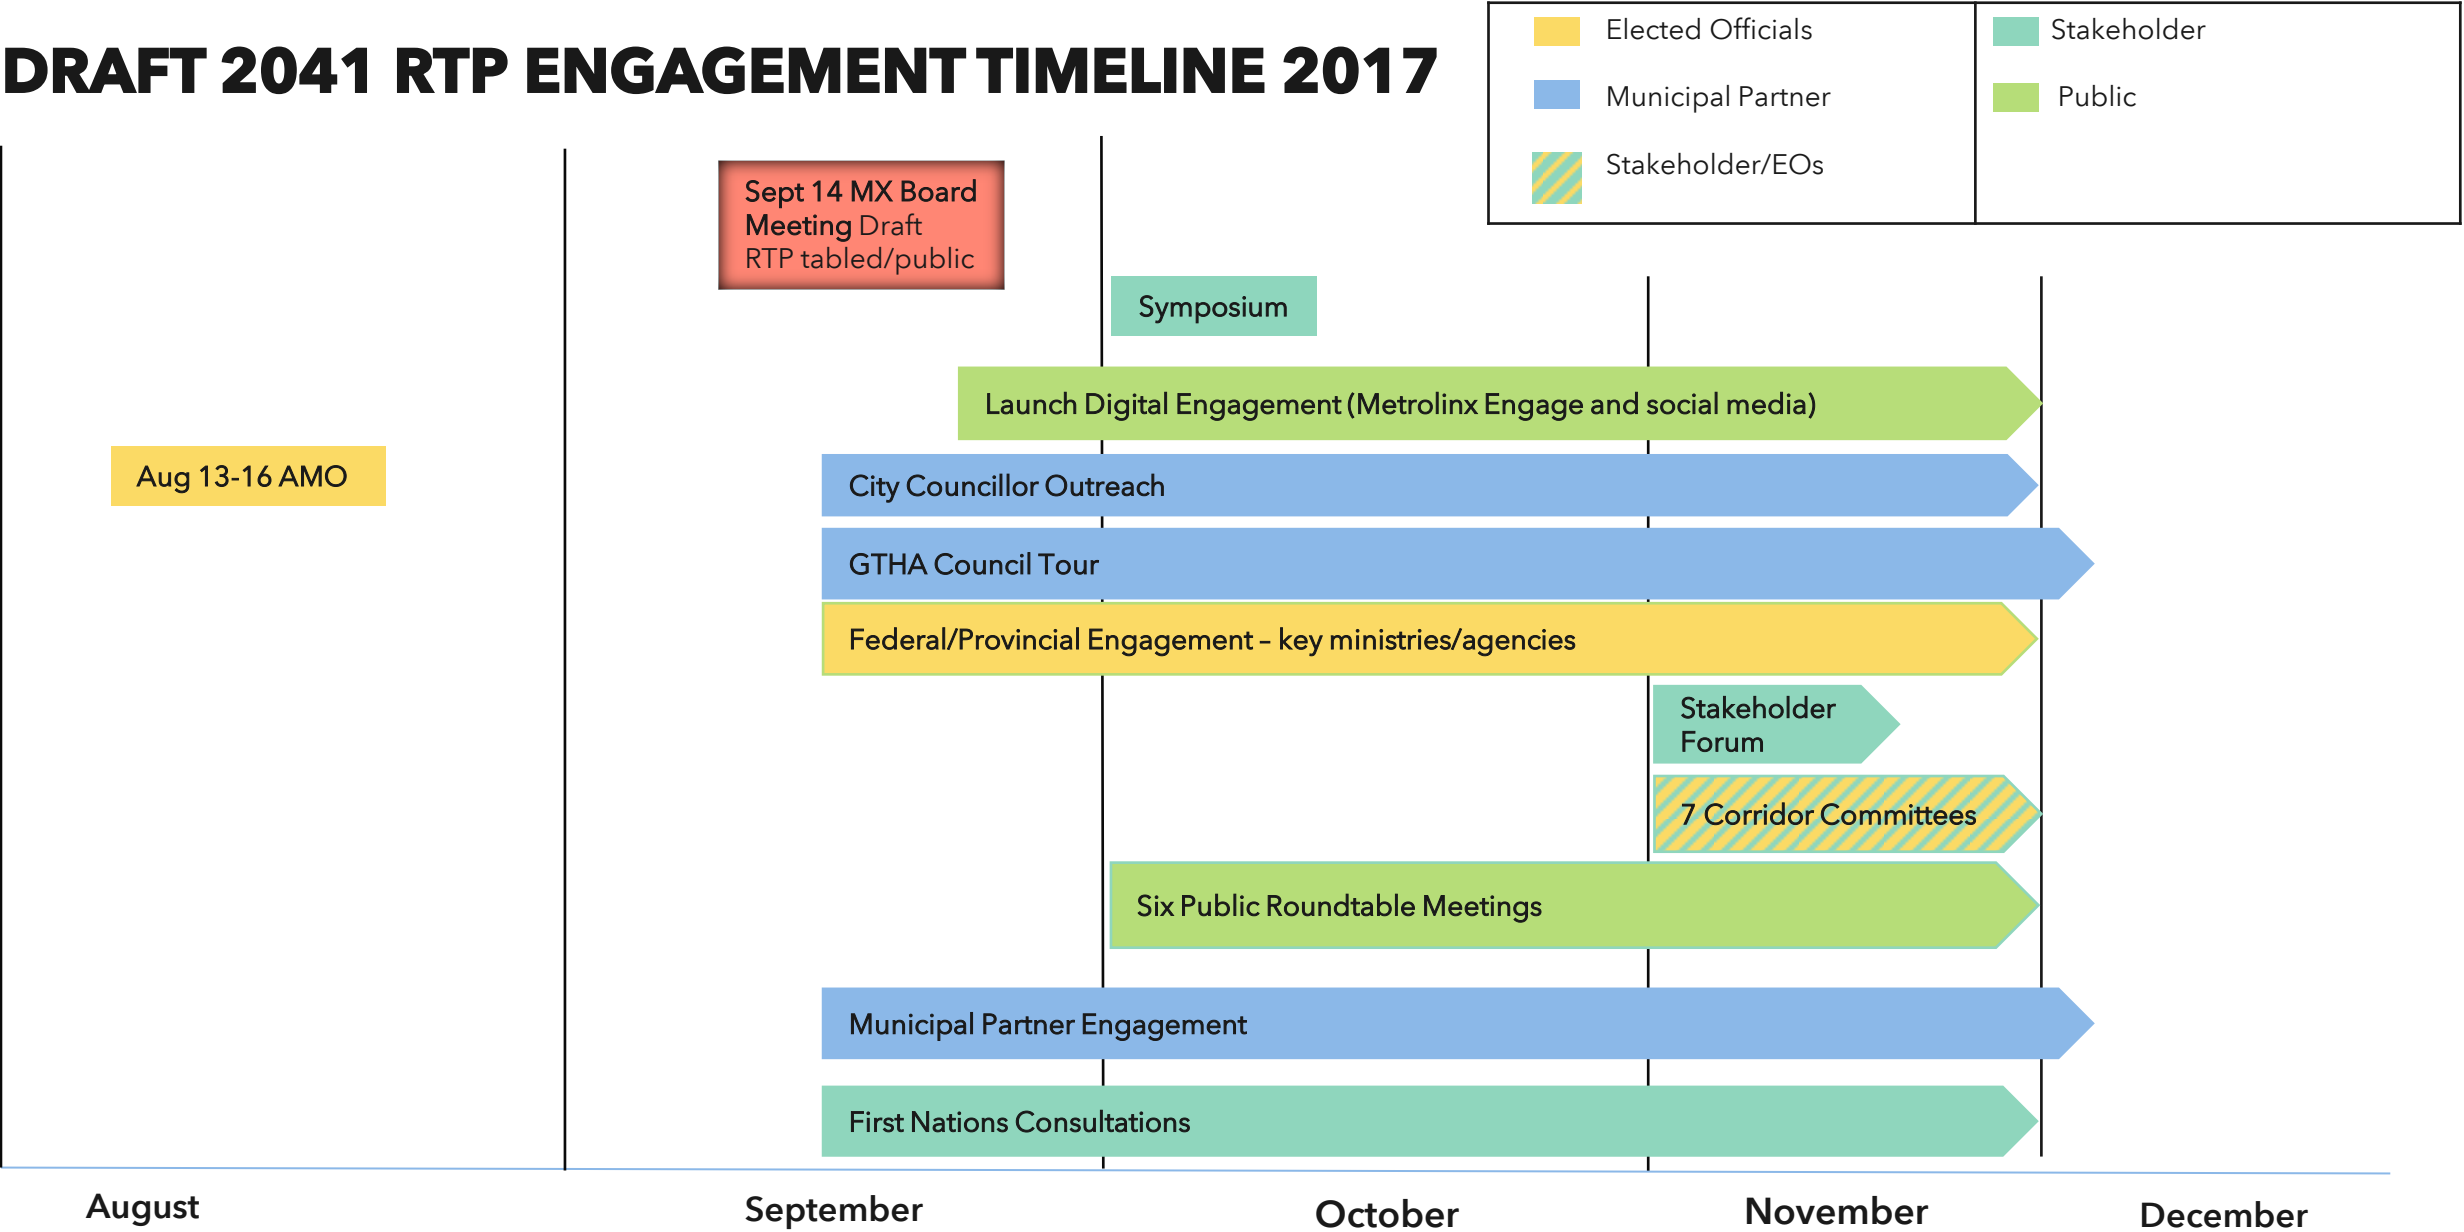 DRAFT 2041 RTP ENGAGEMENT TIMELINE 2017
Elected Officials
Stakeholder
Municipal Partner
Public
Stakeholder/EOs
Sept 14 MX Board
Meeting Draft
RTP tabled/public
Symposium
Launch Digital Engagement (Metrolinx Engage and social media)
Aug 13-16 AMO
City Councillor Outreach
GTHA Council Tour
Federal/Provincial Engagement – key ministries/agencies
Stakeholder
Forum
7 Corridor Committees
Six Public Roundtable Meetings
Municipal Partner Engagement
First Nations Consultations
August
September
October
November
December